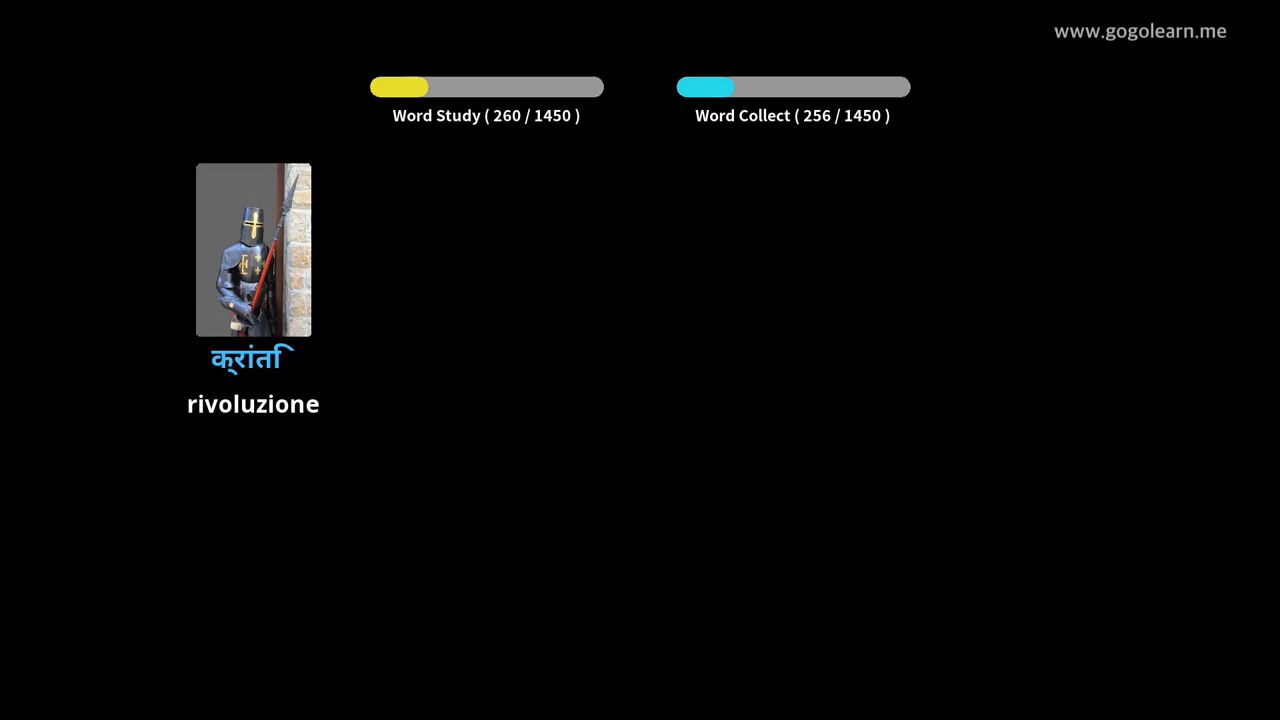 www.gogolearn.me
Word Study ( 260 / 1450 )
Word Collect ( 256 / 1450 )
क्रांति
rivoluzione